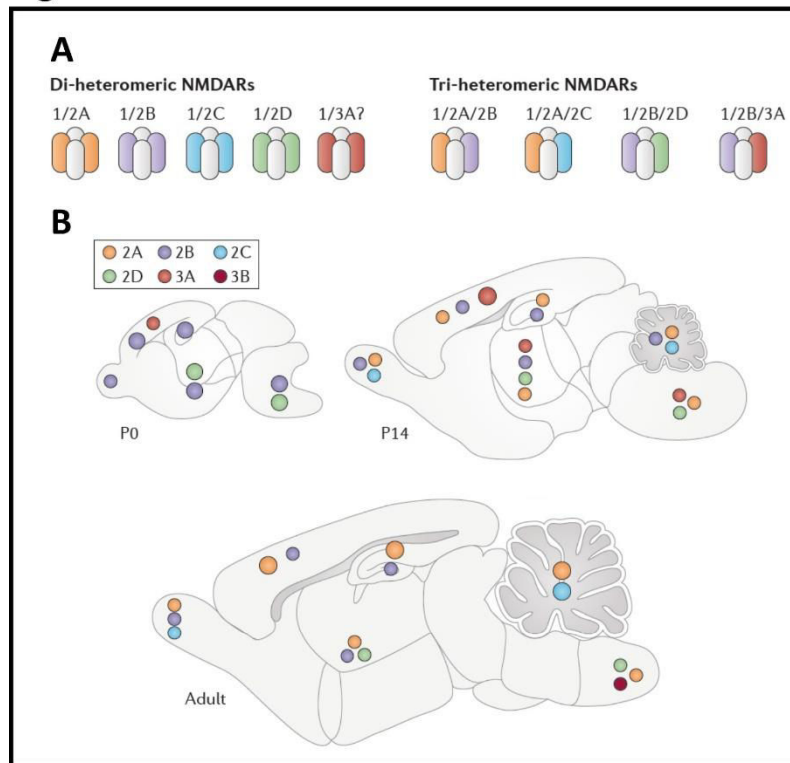 A
Di-heteromeric NMDARs
1/2A 1/2B 1/2C 1/2D 1/3A?
Tri-heteromeric NMDARs
1/2A/2B 1/2A/2C 1/2B/2D 1/2B/3A
B
2A 2B 2C
2D 3A 3B
P0
P14
Adult